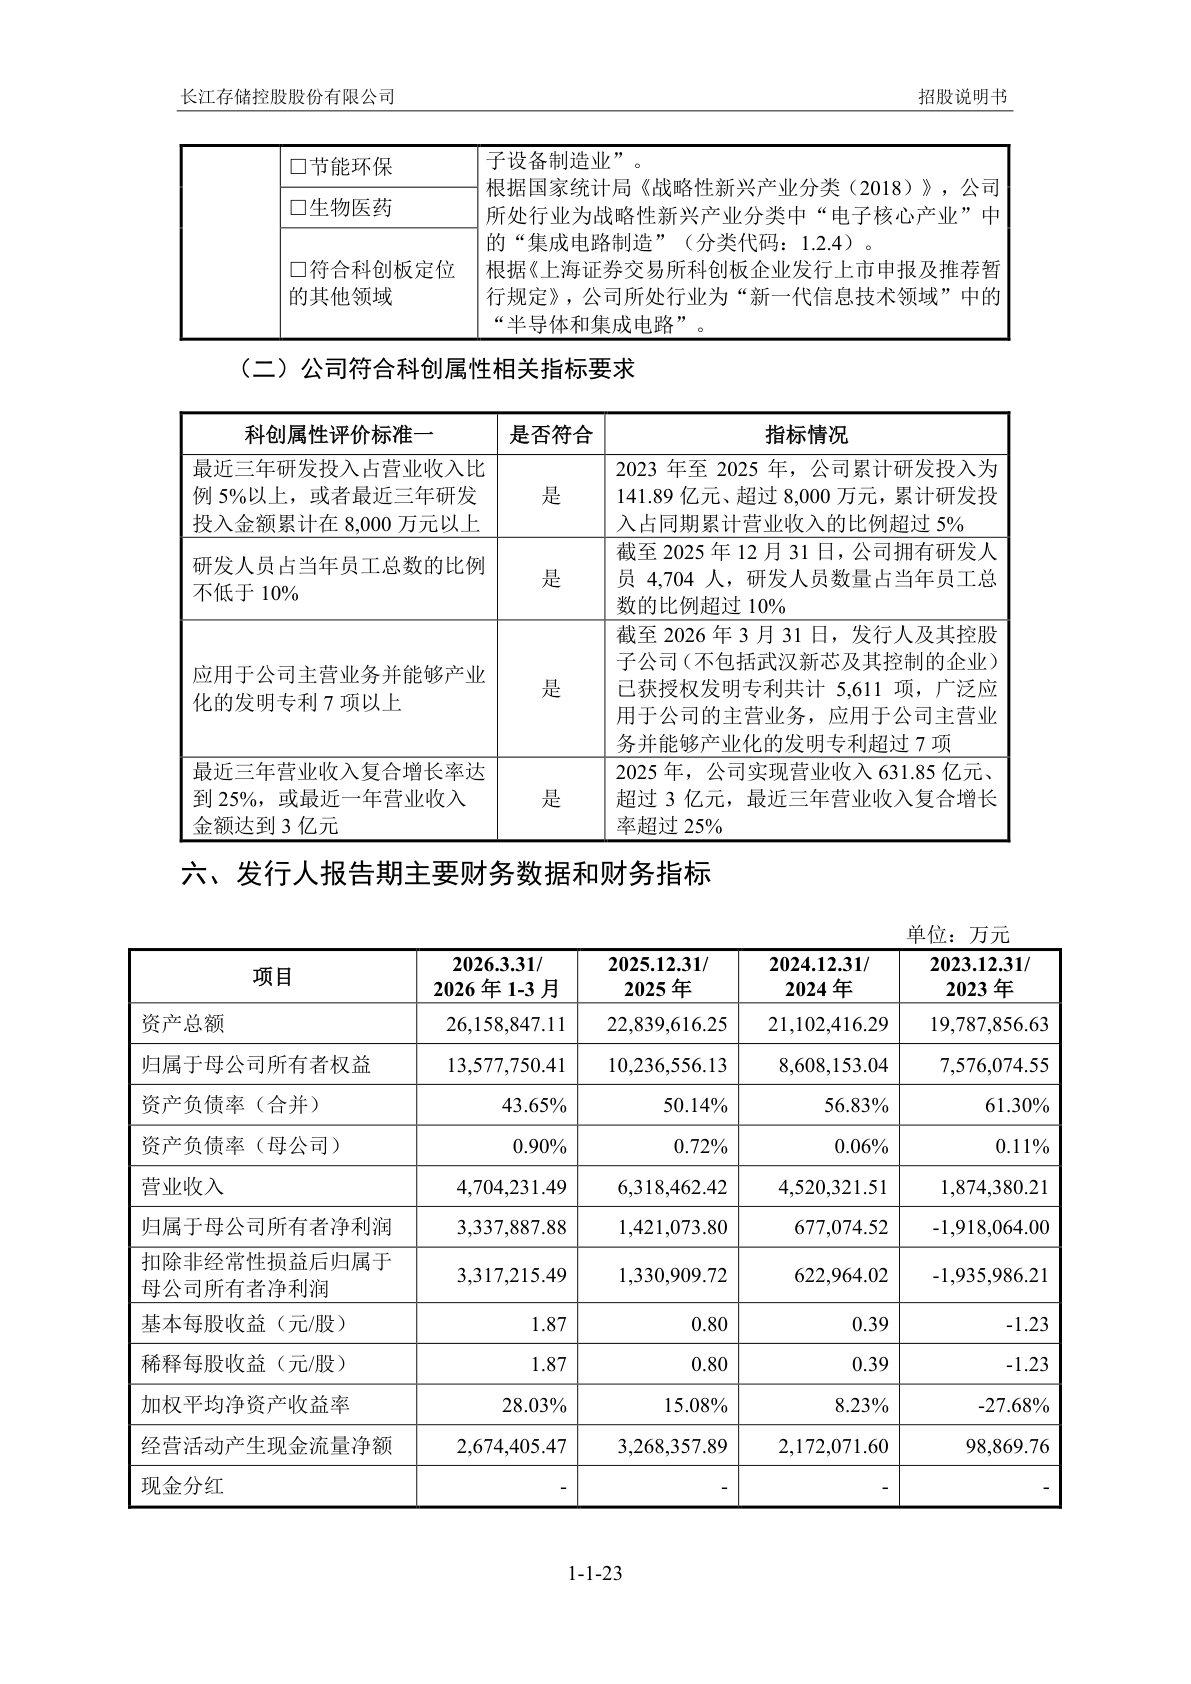 长江存储控股股份有限公司 招股说明书
□节能环保
□生物医药
□符合科创板定位
的其他领域
子设备制造业”。
根据国家统计局《战略性新兴产业分类（2018）》，公司
所处行业为战略性新兴产业分类中“电子核心产业”中
的“集成电路制造”（分类代码：1.2.4）。
根据《上海证券交易所科创板企业发行上市申报及推荐暂
行规定》，公司所处行业为“新一代信息技术领域”中的
“半导体和集成电路”。
（二）公司符合科创属性相关指标要求
科创属性评价标准一 是否符合 指标情况
最近三年研发投入占营业收入比
例 5%以上，或者最近三年研发
投入金额累计在 8,000 万元以上
是
2023 年至 2025 年，公司累计研发投入为
141.89 亿元、超过 8,000 万元，累计研发投
入占同期累计营业收入的比例超过 5%
研发人员占当年员工总数的比例
不低于 10%
是
截至 2025 年 12 月 31 日，公司拥有研发人
员 4,704 人，研发人员数量占当年员工总
数的比例超过 10%
应用于公司主营业务并能够产业
化的发明专利 7 项以上
是
截至 2026 年 3 月 31 日，发行人及其控股
子公司（不包括武汉新芯及其控制的企业）
已获授权发明专利共计 5,611 项，广泛应
用于公司的主营业务，应用于公司主营业
务并能够产业化的发明专利超过 7 项
最近三年营业收入复合增长率达
到 25%，或最近一年营业收入
金额达到 3 亿元
是
2025 年，公司实现营业收入 631.85 亿元、
超过 3 亿元，最近三年营业收入复合增长
率超过 25%
六、发行人报告期主要财务数据和财务指标
单位：万元
项目 2026.3.31/ 2025.12.31/ 2024.12.31/ 2023.12.31/
2026 年 1-3 月 2025 年 2024 年 2023 年
资产总额 26,158,847.11 22,839,616.25 21,102,416.29 19,787,856.63
归属于母公司所有者权益 13,577,750.41 10,236,556.13 8,608,153.04 7,576,074.55
资产负债率（合并） 43.65% 50.14% 56.83% 61.30%
资产负债率（母公司） 0.90% 0.72% 0.06% 0.11%
营业收入 4,704,231.49 6,318,462.42 4,520,321.51 1,874,380.21
归属于母公司所有者净利润 3,337,887.88 1,421,073.80 677,074.52 -1,918,064.00
扣除非经常性损益后归属于
母公司所有者净利润 3,317,215.49 1,330,909.72 622,964.02 -1,935,986.21
基本每股收益（元/股） 1.87 0.80 0.39 -1.23
稀释每股收益（元/股） 1.87 0.80 0.39 -1.23
加权平均净资产收益率 28.03% 15.08% 8.23% -27.68%
经营活动产生现金流量净额 2,674,405.47 3,268,357.89 2,172,071.60 98,869.76
现金分红 - - - -
1-1-23